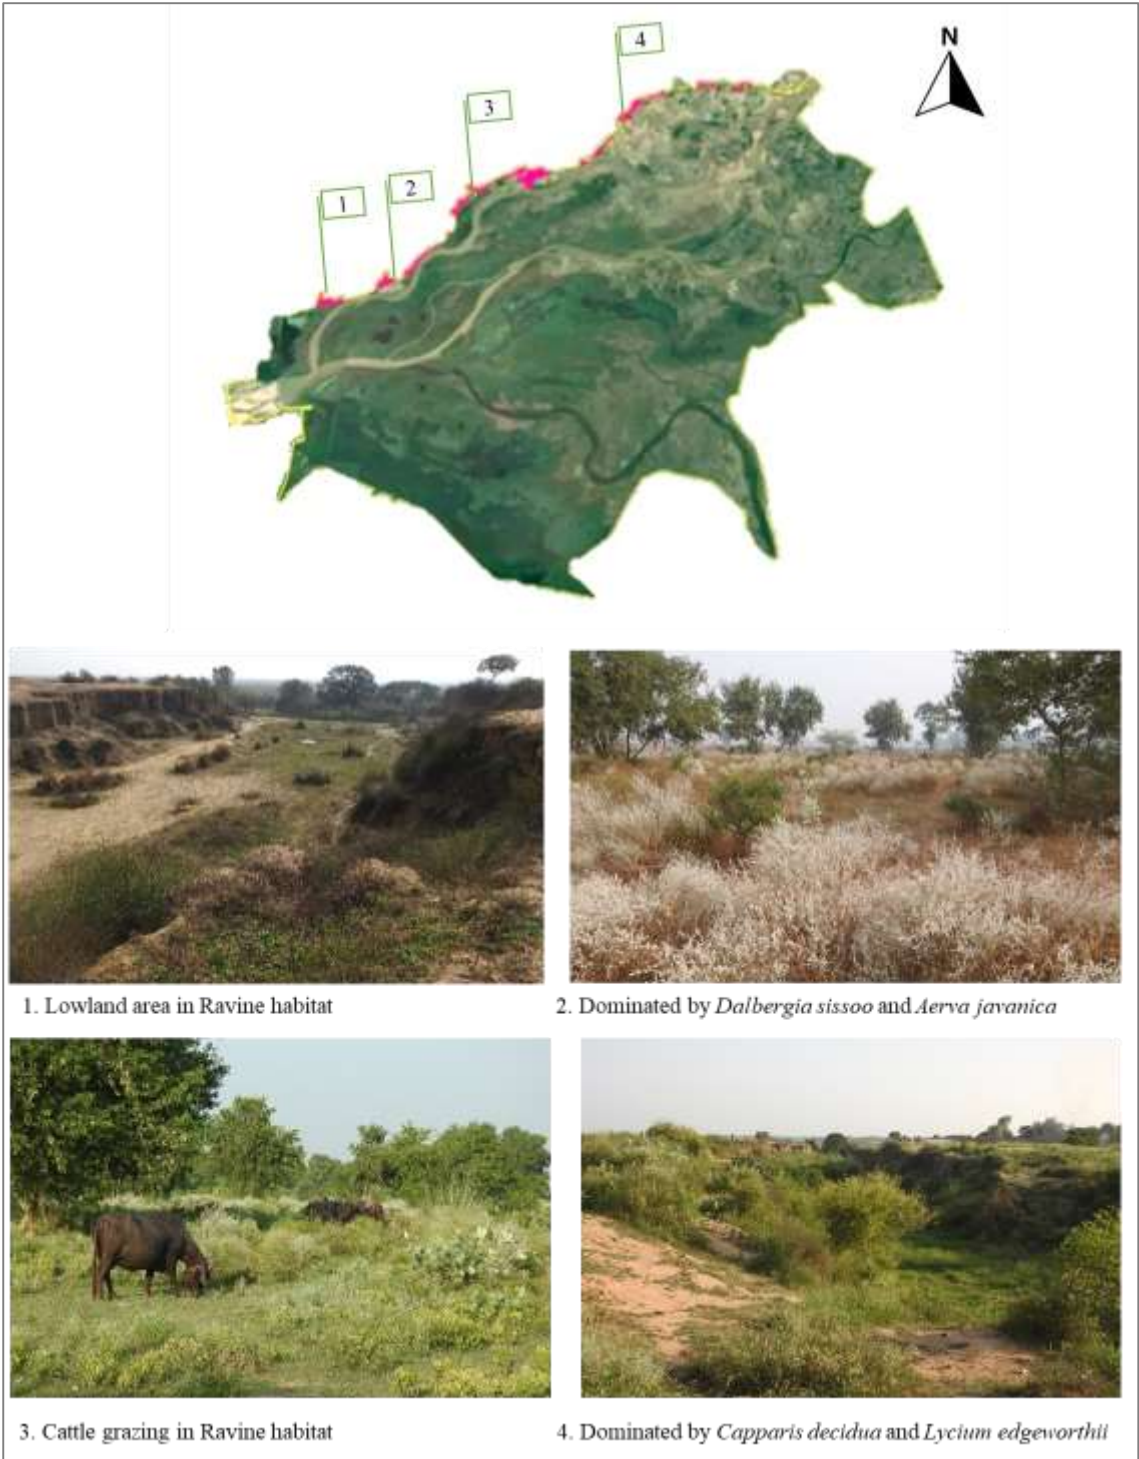 N
4
3
2
1
1. Lowland area in Ravine habitat
2. Dominated by Dalbergia sissoo and Aerva javanica
3. Cattle grazing in Ravine habitat
4. Dominated by Capparis decidua and Lycium edgeworthii